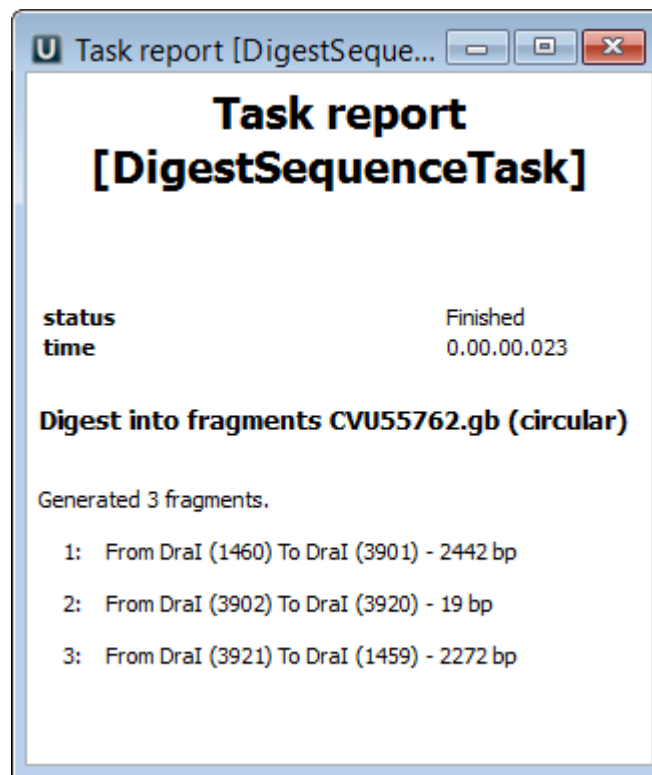 U Task report [DigestSeque...
Task report
[DigestSequenceTask]
status Finished
time 0.00.00.023
Digest into fragments CVU55762.gb (circular)
Generated 3 fragments.
1: From DraI (1460) To DraI (3901) - 2442 bp
2: From DraI (3902) To DraI (3920) - 19 bp
3: From DraI (3921) To DraI (1459) - 2272 bp